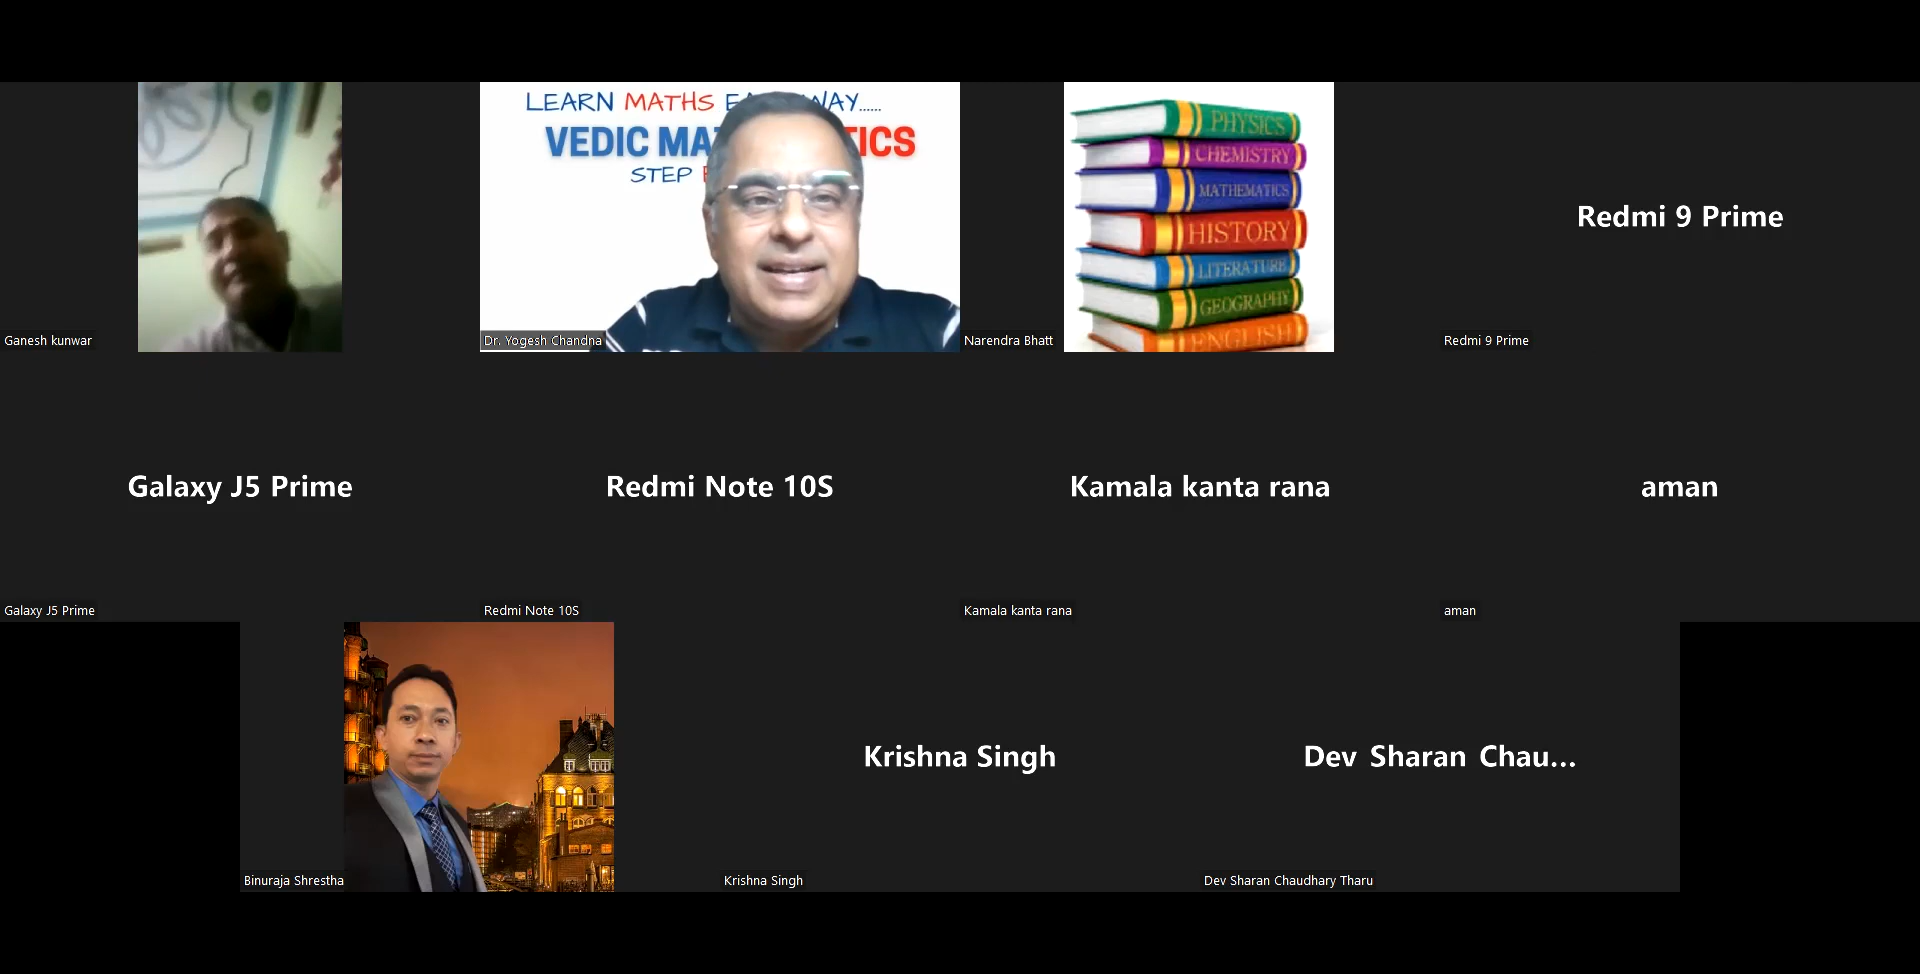 LEARN MATHS WAY......
VEDIC
STEP
PHYSICS
CHEMISTRY
MATHEMATICS
HISTORY
LITERATURE
GEOGRAPHY
ENGLISH
Redmi 9 Prime
Ganesh kunwar
Dr. Yogesh Chandna
Narendra Bhatt
Redmi 9 Prime
Galaxy J5 Prime
Redmi Note 10S
Kamala kanta rana
aman
Galaxy J5 Prime
Redmi Note 10S
Kamala kanta rana
aman
Krishna Singh
Dev Sharan Chau...
Binuraja Shrestha
Krishna Singh
Dev Sharan Chaudhary Tharu